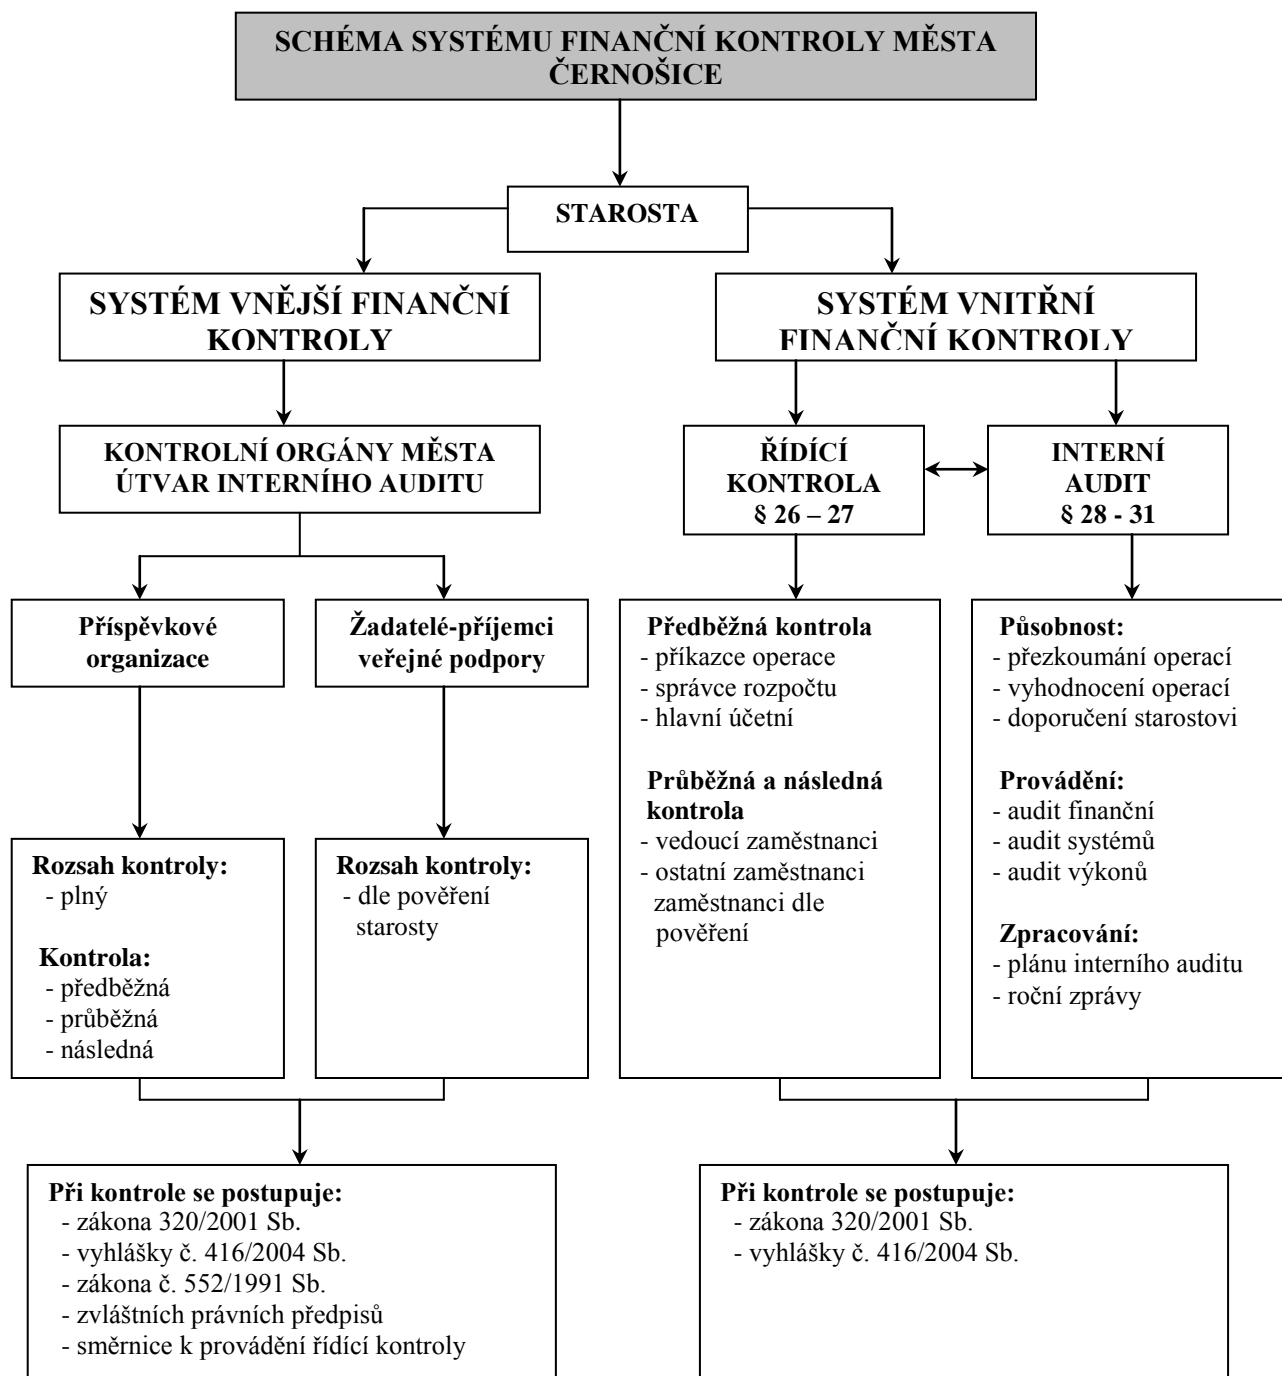 SCHÉMA SYSTÉMU FINANČNÍ KONTROLY MĚSTA
ČERNOŠICE
STAROSTA
SYSTÉM VNĚJŠÍ FINANČNÍ
KONTROLY
SYSTÉM VNITŘNÍ
FINANČNÍ KONTROLY
KONTROLNÍ ORGÁNY MĚSTA
ÚTVAR INTERNÍHO AUDITU
ŘÍDÍCÍ
KONTROLA
§ 26 – 27
INTERNÍ
AUDIT
§ 28 - 31
Příspěvkové
organizace
Žadatelé-příjemci
veřejné podpory
Rozsah kontroly:
- plný
Kontrola:
- předběžná
- průběžná
- následná
Rozsah kontroly:
- dle pověření
starosty
Předběžná kontrola
- příkazce operace
- správce rozpočtu
- hlavní účetní
Průběžná a následná
kontrola
- vedoucí zaměstnanci
- ostatní zaměstnanci
zaměstnanci dle
pověření
Působnost:
- přezkoumání operací
- vyhodnocení operací
- doporučení starostovi
Provádění:
- audit finanční
- audit systémů
- audit výkonů
Zpracování:
- plánu interního auditu
- roční zprávy
Při kontrole se postupuje:
- zákona 320/2001 Sb.
- vyhlášky č. 416/2004 Sb.
- zákona č. 552/1991 Sb.
- zvláštních právních předpisů
- směrnice k provádění řídící kontroly
Při kontrole se postupuje:
- zákona 320/2001 Sb.
- vyhlášky č. 416/2004 Sb.